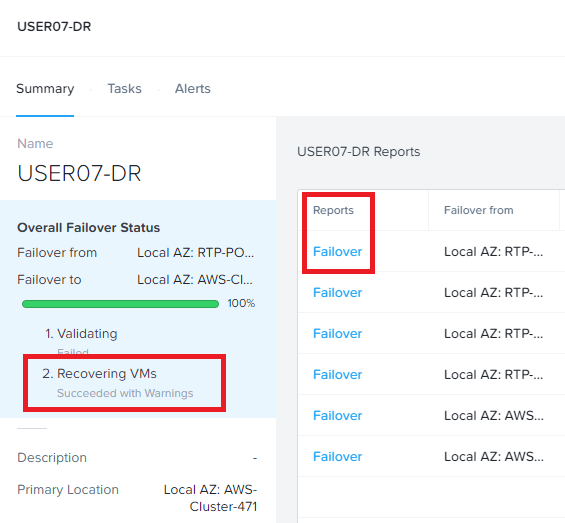 USER07-DR
Summary
Tasks
Alerts
Name
USER07-DR
Overall Failover Status
Failover from Local AZ: RTP-PO...
Failover to Local AZ: AWS-CI...
100%
1. Validating
Failed
2. Recovering VMs
Succeeded with Warnings
Description -
Primary Location Local AZ: AWS-
Cluster-471
USER07-DR Reports
Reports Failover from
Failover Local AZ: RTP-...
Failover Local AZ: RTP-...
Failover Local AZ: RTP-...
Failover Local AZ: RTP-...
Failover Local AZ: AWS...
Failover Local AZ: AWS...